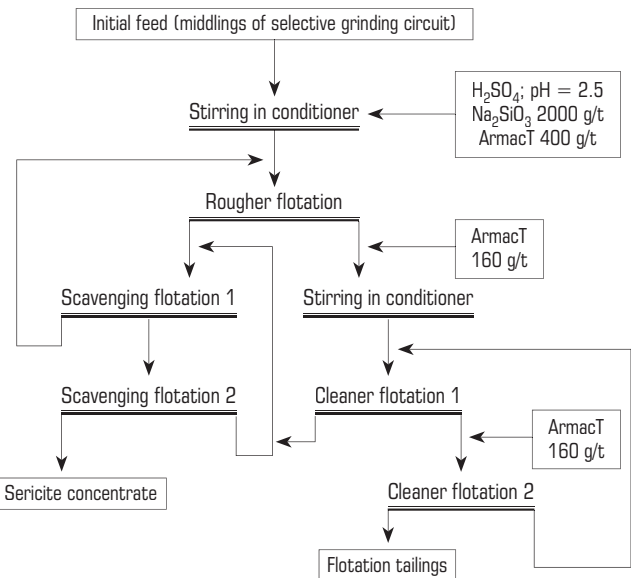 Initial feed (middlings of selective grinding circuit)
Stirring in conditioner
H₂SO₄; pH = 2.5
Na₂SiO₃ 2000 g/t
ArmacT 400 g/t
Rougher flotation
ArmacT
160 g/t
Scavenging flotation 1
Stirring in conditioner
Scavenging flotation 2
Cleaner flotation 1
ArmacT
160 g/t
Sericite concentrate
Cleaner flotation 2
Flotation tailings